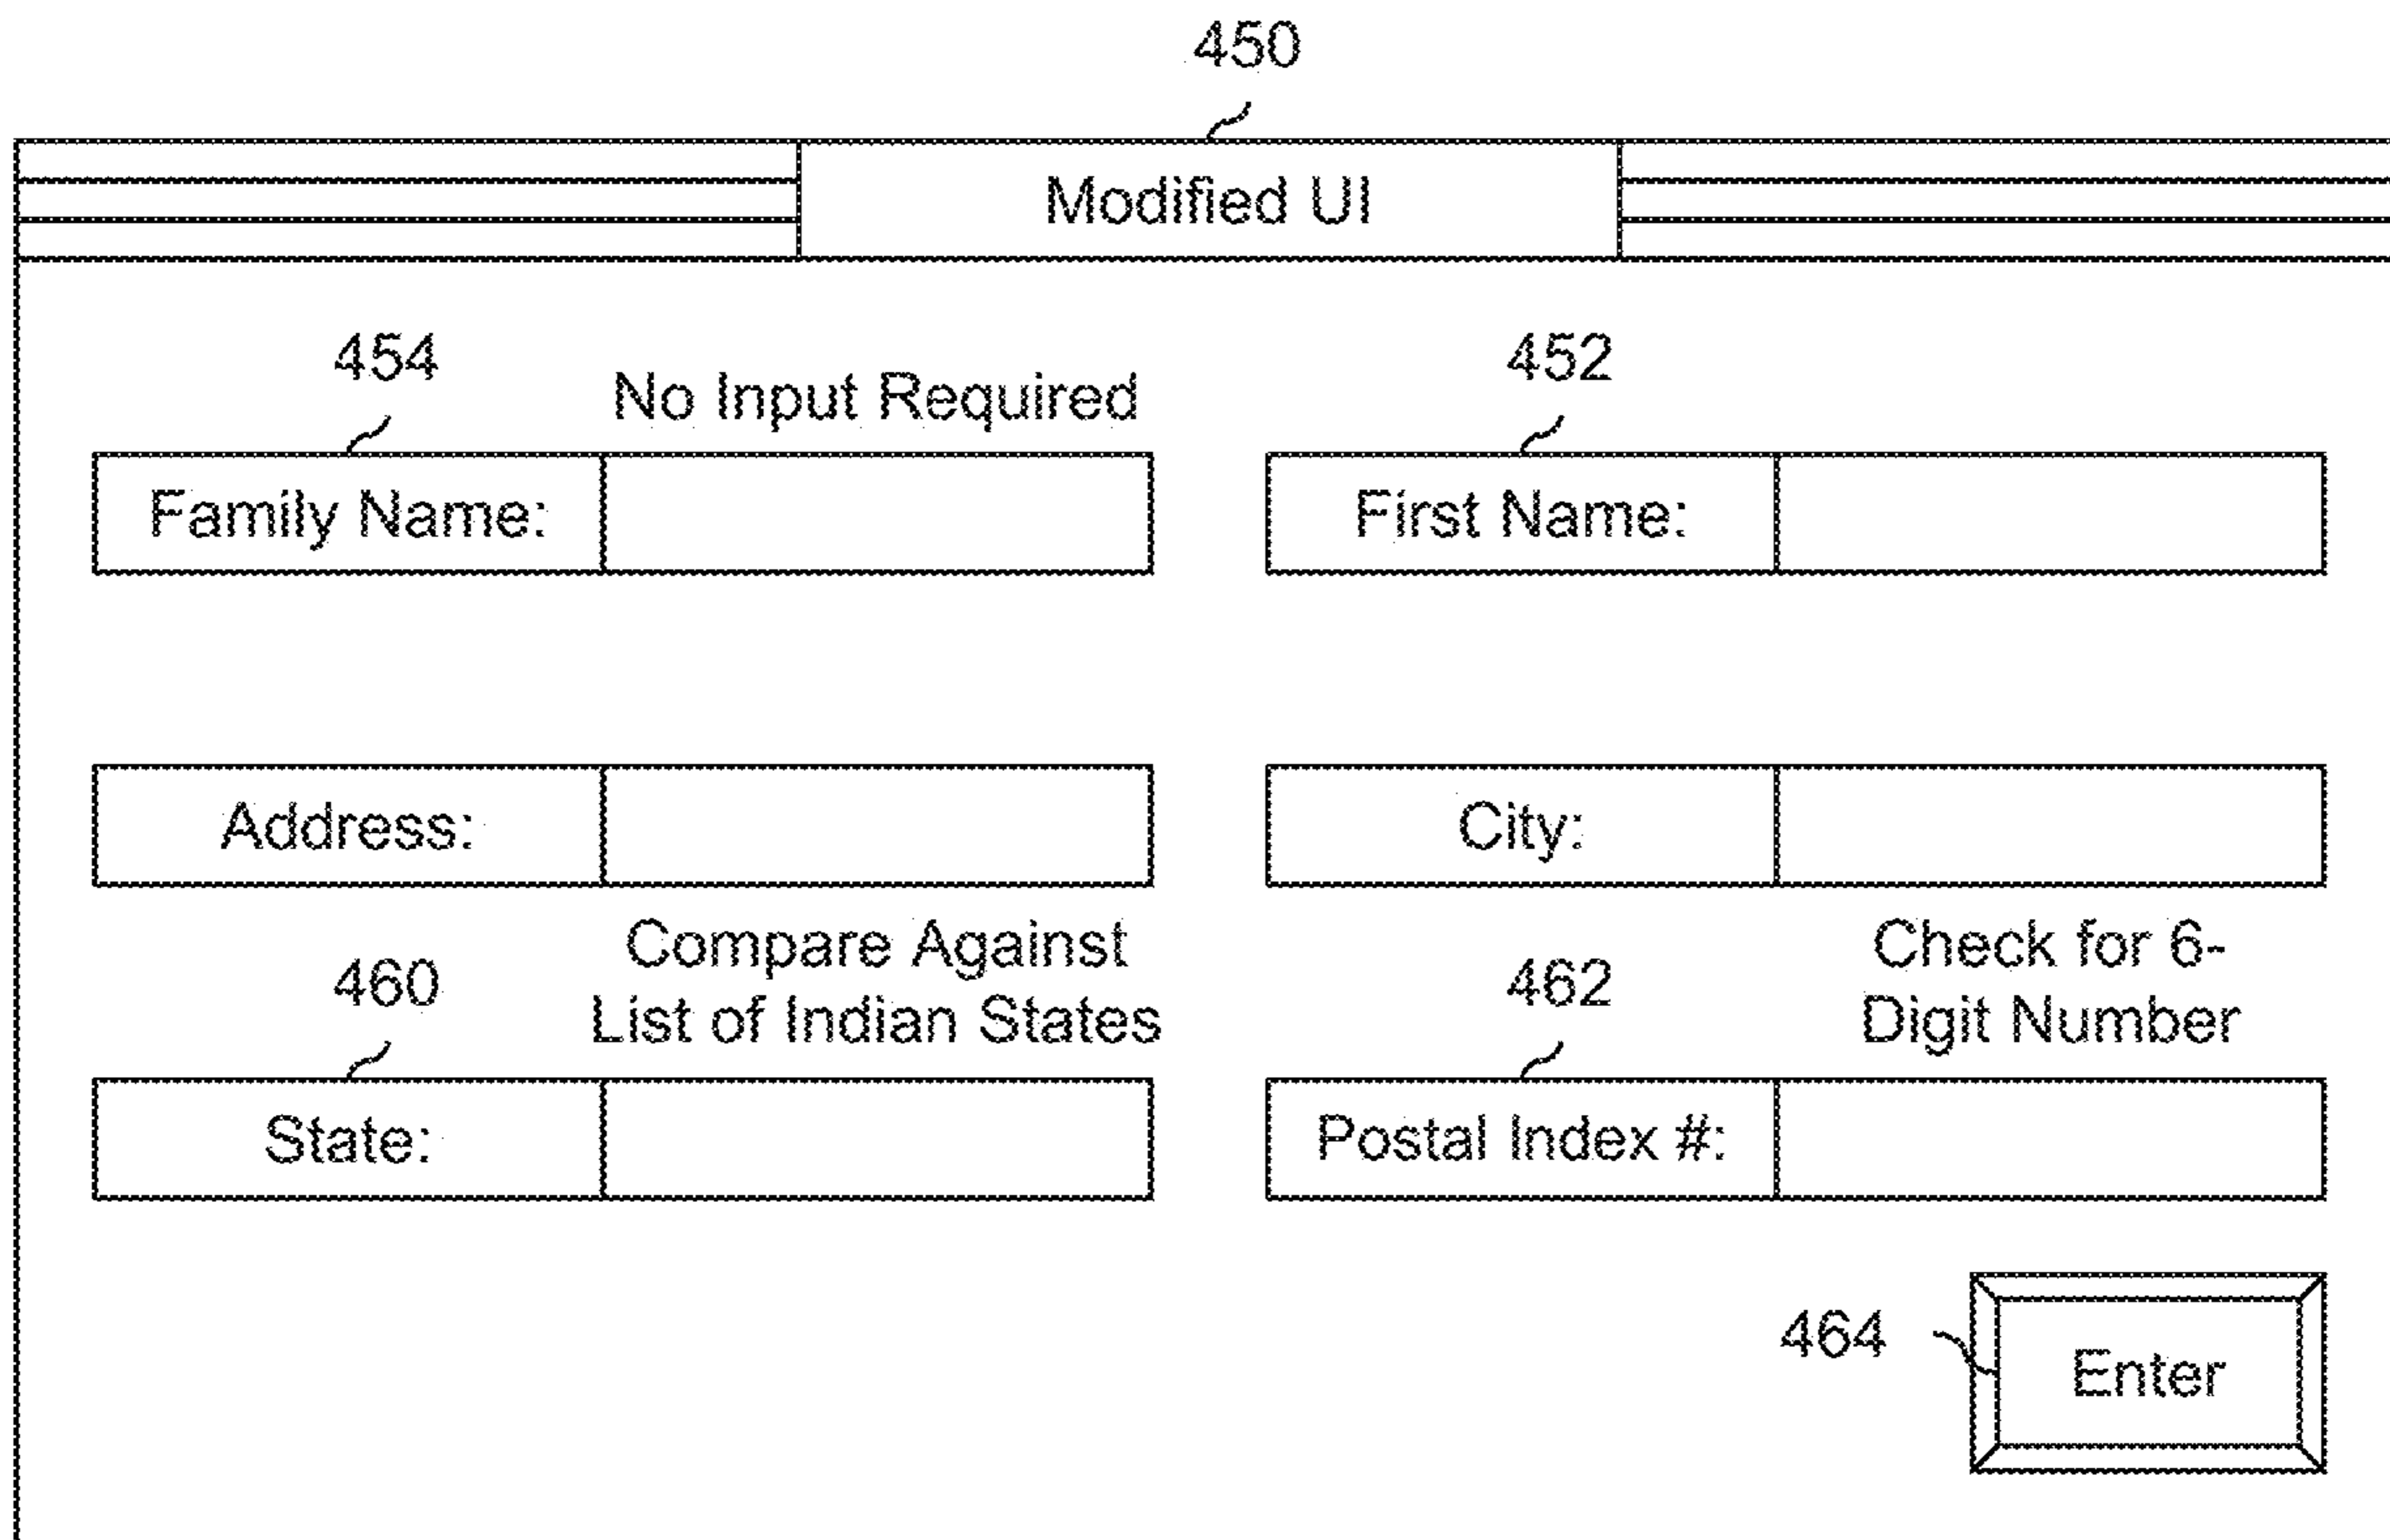 450
Modified UI
454
No Input Required
452
Family Name:
First Name:
Address:
City:
460
Compare Against
List of Indian States
462
Check for 6-
Digit Number
State:
Postal Index #:
464
Enter